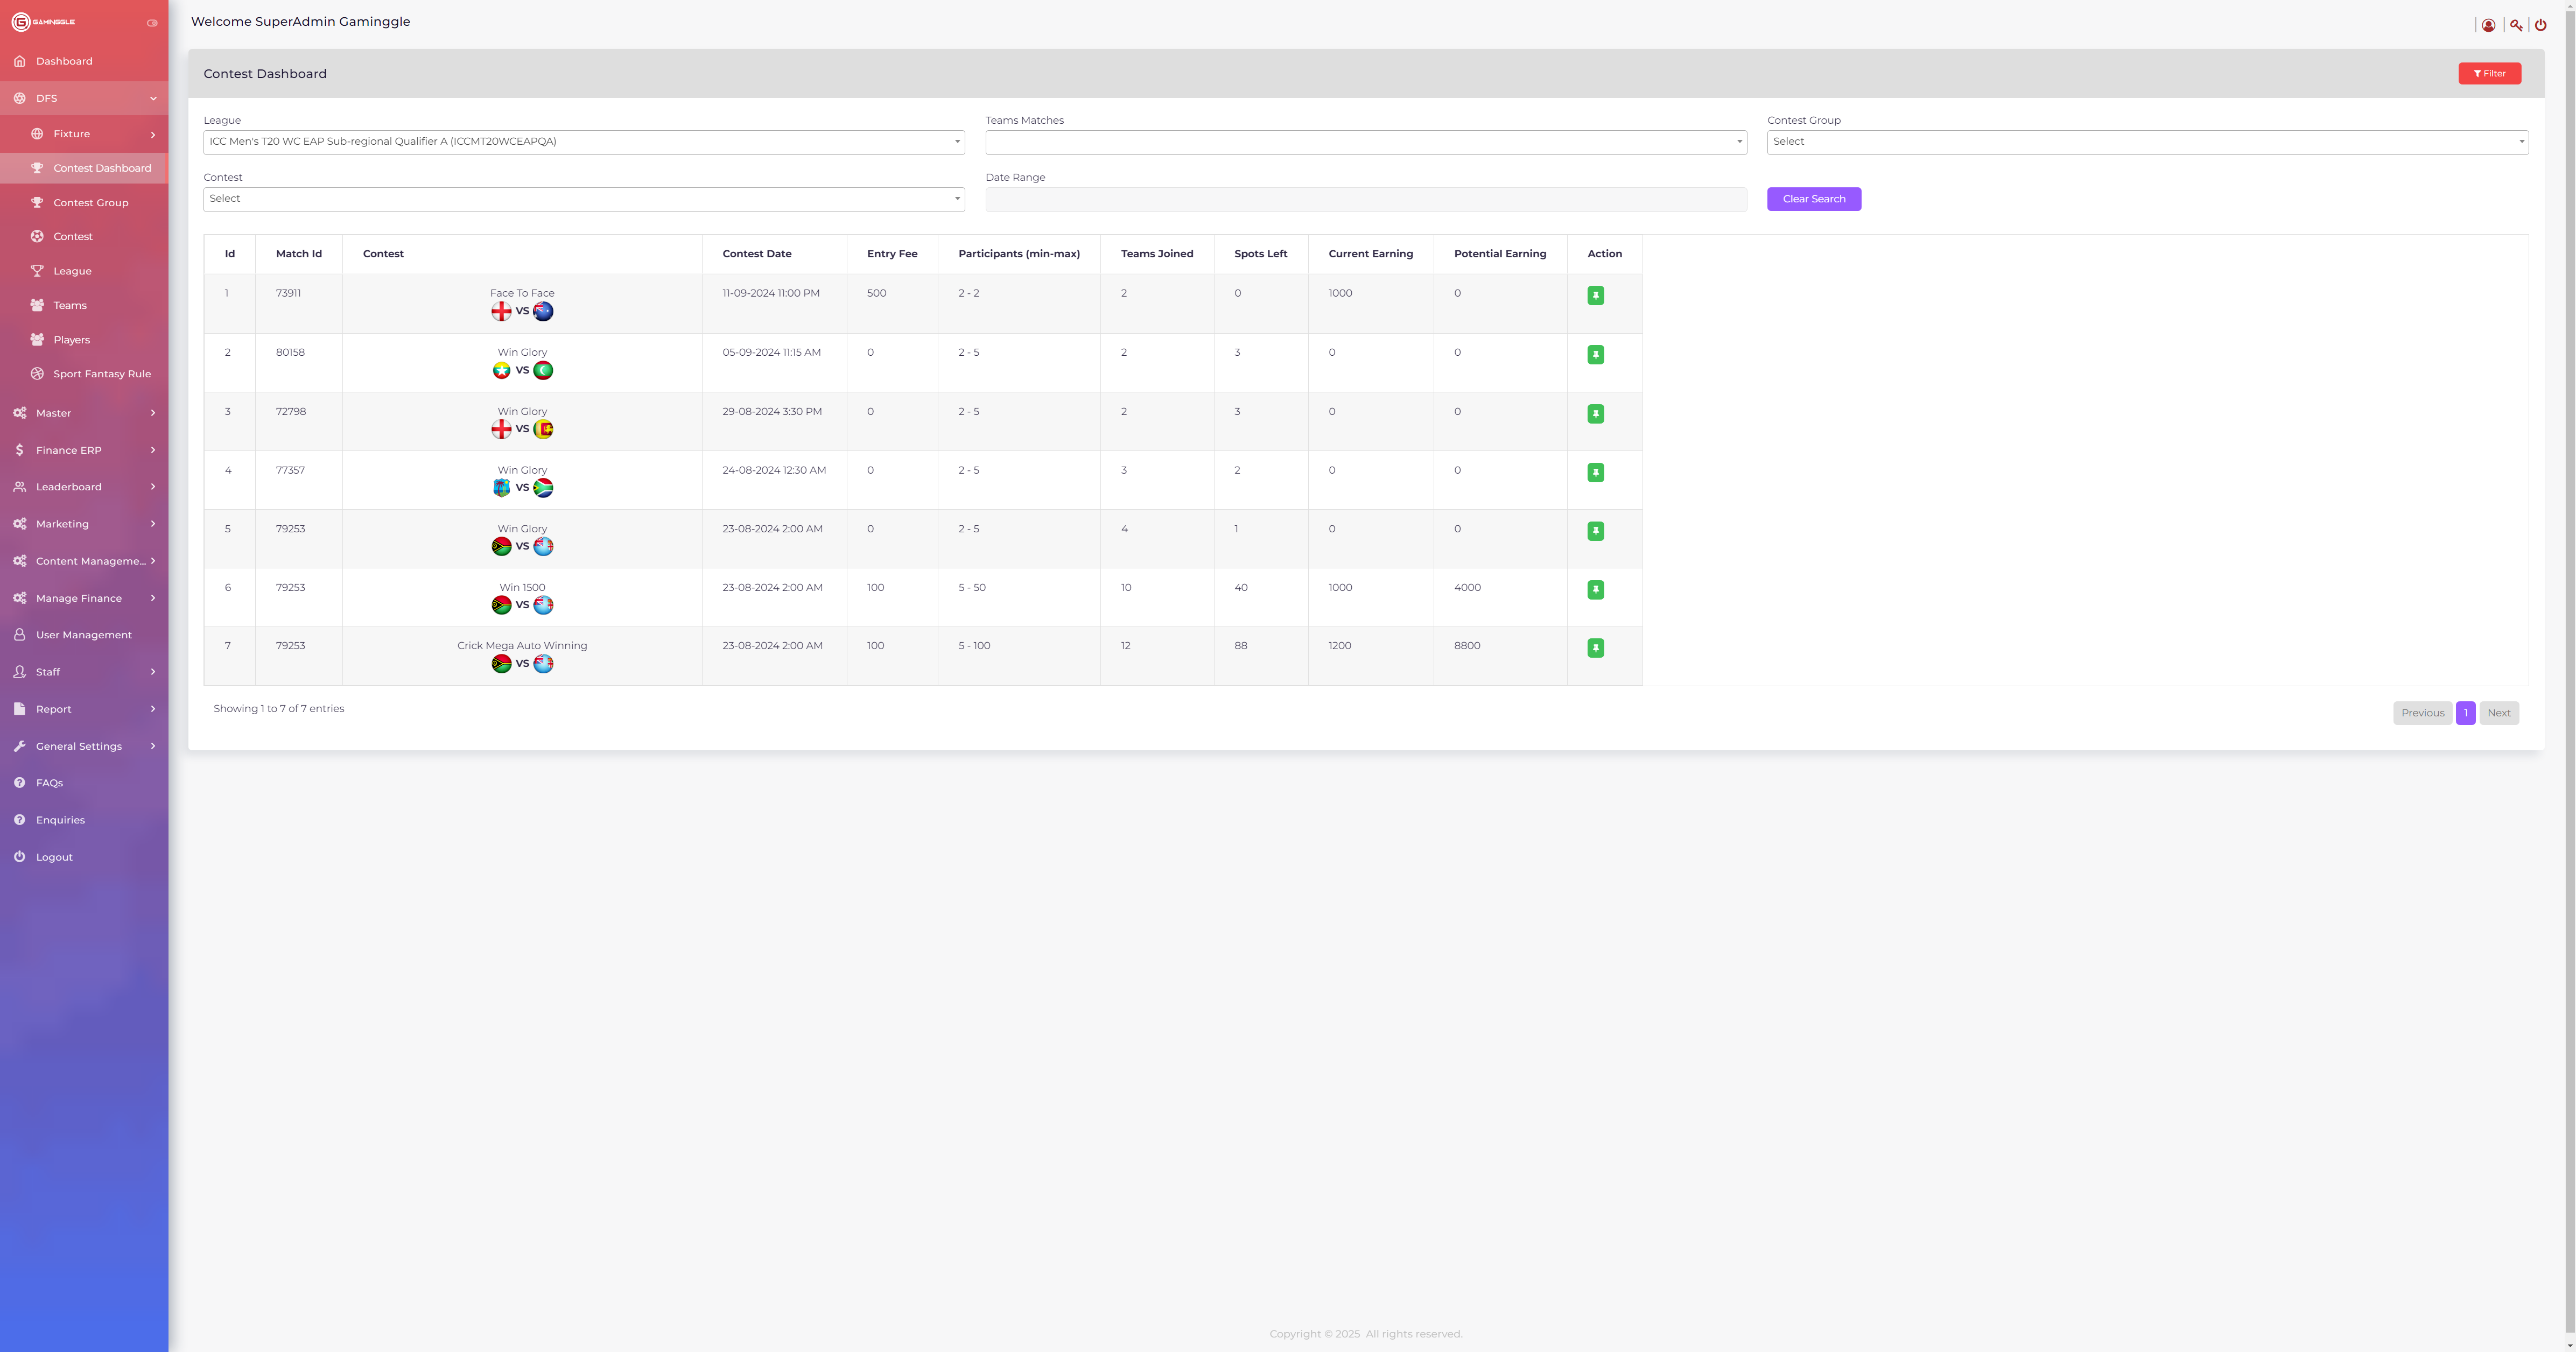 GAMINGGLE
Welcome SuperAdmin Gaminggle
Dashboard
DFS
Fixture
Contest Dashboard
Contest Group
Contest
League
Teams
Players
Sport Fantasy Rule
Master
Finance ERP
Leaderboard
Marketing
Content Manageme...
Manage Finance
User Management
Staff
Report
General Settings
FAQs
Enquiries
Logout
Contest Dashboard
Filter
League Teams Matches Contest Group
ICC Men's T20 WC EAP Sub-regional Qualifier A (ICCMT20WCEAPQA) Select
Contest Date Range
Select Clear Search
Id Match Id Contest Contest Date Entry Fee Participants (min-max) Teams Joined Spots Left Current Earning Potential Earning Action
1 73911 Face To Face 11-09-2024 11:00 PM 500 2 - 2 2 0 1000 0
VS
2 80158 Win Glory 05-09-2024 11:15 AM 0 2 - 5 2 3 0 0
VS
3 72798 Win Glory 29-08-2024 3:30 PM 0 2 - 5 2 3 0 0
VS
4 77357 Win Glory 24-08-2024 12:30 AM 0 2 - 5 3 2 0 0
VS
5 79253 Win Glory 23-08-2024 2:00 AM 0 2 - 5 4 1 0 0
VS
6 79253 Win 1500 23-08-2024 2:00 AM 100 5 - 50 10 40 1000 4000
VS
7 79253 Crick Mega Auto Winning 23-08-2024 2:00 AM 100 5 - 100 12 88 1200 8800
VS
Showing 1 to 7 of 7 entries
Previous 1 Next
Copyright © 2025 All rights reserved.